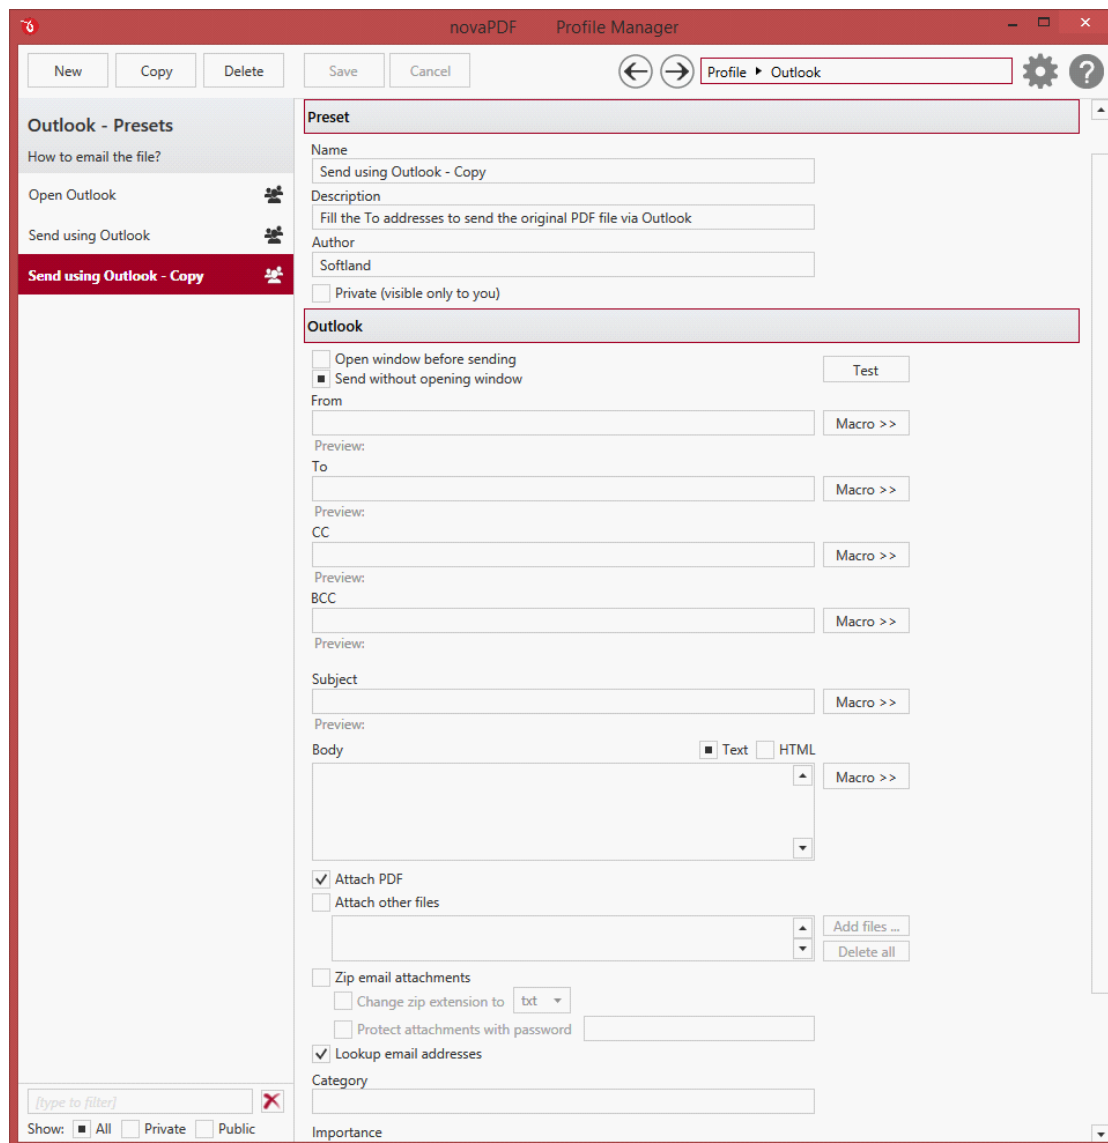 novaPDF Profile Manager
New Copy Delete Save Cancel Profile Outlook
Outlook - Presets
How to email the file?
Open Outlook
Send using Outlook
Send using Outlook - Copy
[type to filter]
Show: All Private Public
Preset
Name
Send using Outlook - Copy
Description
Fill the To addresses to send the original PDF file via Outlook
Author
Softland
Private (visible only to you)
Outlook
Open window before sending
Send without opening window
Test
From
Macro >>
Preview:
To
Macro >>
Preview:
CC
Macro >>
Preview:
BCC
Macro >>
Preview:
Subject
Macro >>
Preview:
Body Text HTML
Macro >>
Attach PDF
Attach other files
Add files ...
Delete all
Zip email attachments
Change zip extension to txt
Protect attachments with password
Lookup email addresses
Category
Importance